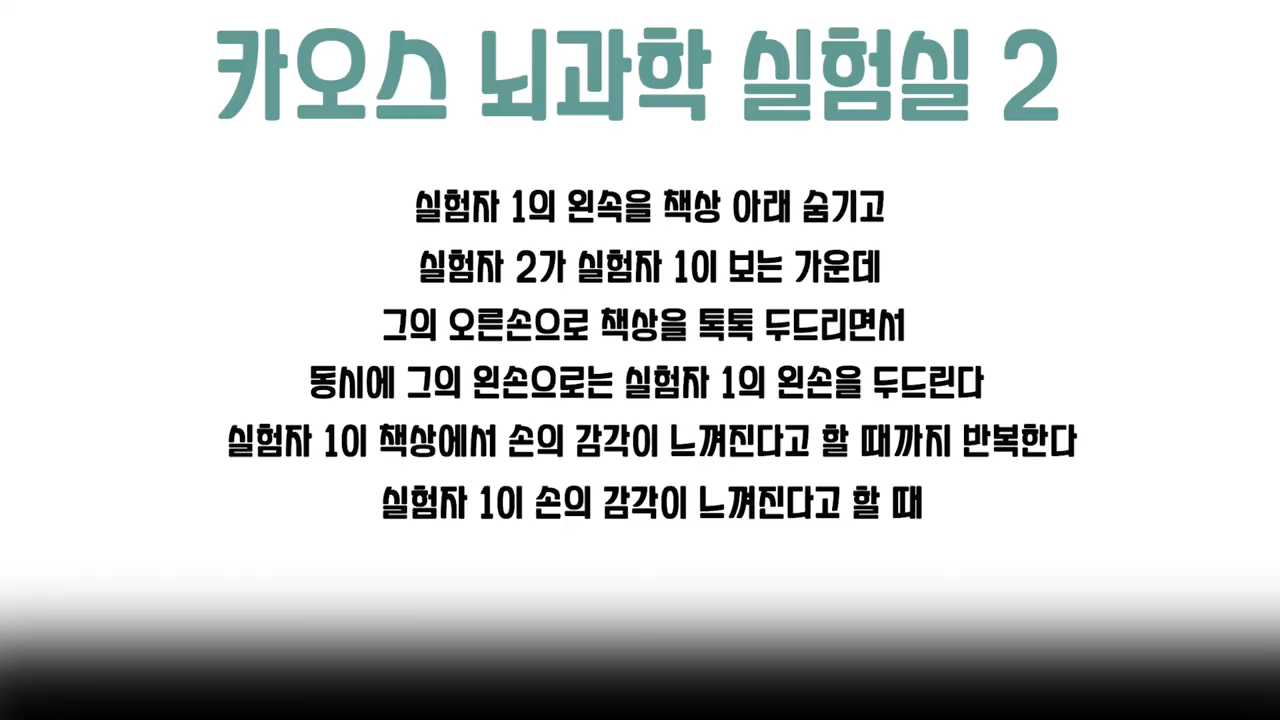 카오스 뇌과학 실험실 2
실험자 1의 왼속을 책상 아래 숨기고
실험자 2가 실험자 1이 보는 가운데
그의 오른손으로 책상을 톡톡 두드리면서
동시에 그의 왼손으로는 실험자 1의 왼손을 두드린다
실험자 1이 책상에서 손의 감각이 느껴진다고 할 때까지 반복한다
실험자 1이 손의 감각이 느껴진다고 할 때